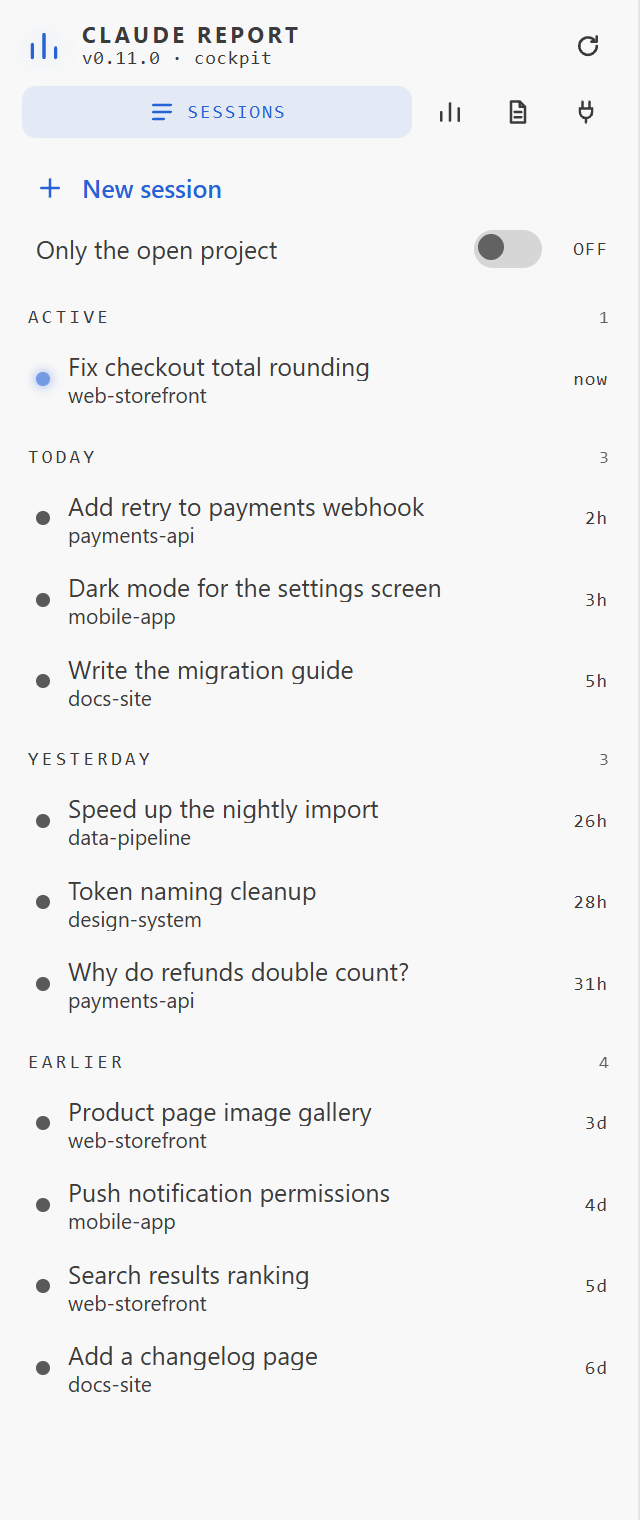 CLAUDE REPORT
v0.11.0 · cockpit
SESSIONS
New session
Only the open project OFF
ACTIVE 1
Fix checkout total rounding now
web-storefront
TODAY 3
Add retry to payments webhook 2h
payments-api
Dark mode for the settings screen 3h
mobile-app
Write the migration guide 5h
docs-site
YESTERDAY 3
Speed up the nightly import 26h
data-pipeline
Token naming cleanup 28h
design-system
Why do refunds double count? 31h
payments-api
EARLIER 4
Product page image gallery 3d
web-storefront
Push notification permissions 4d
mobile-app
Search results ranking 5d
web-storefront
Add a changelog page 6d
docs-site